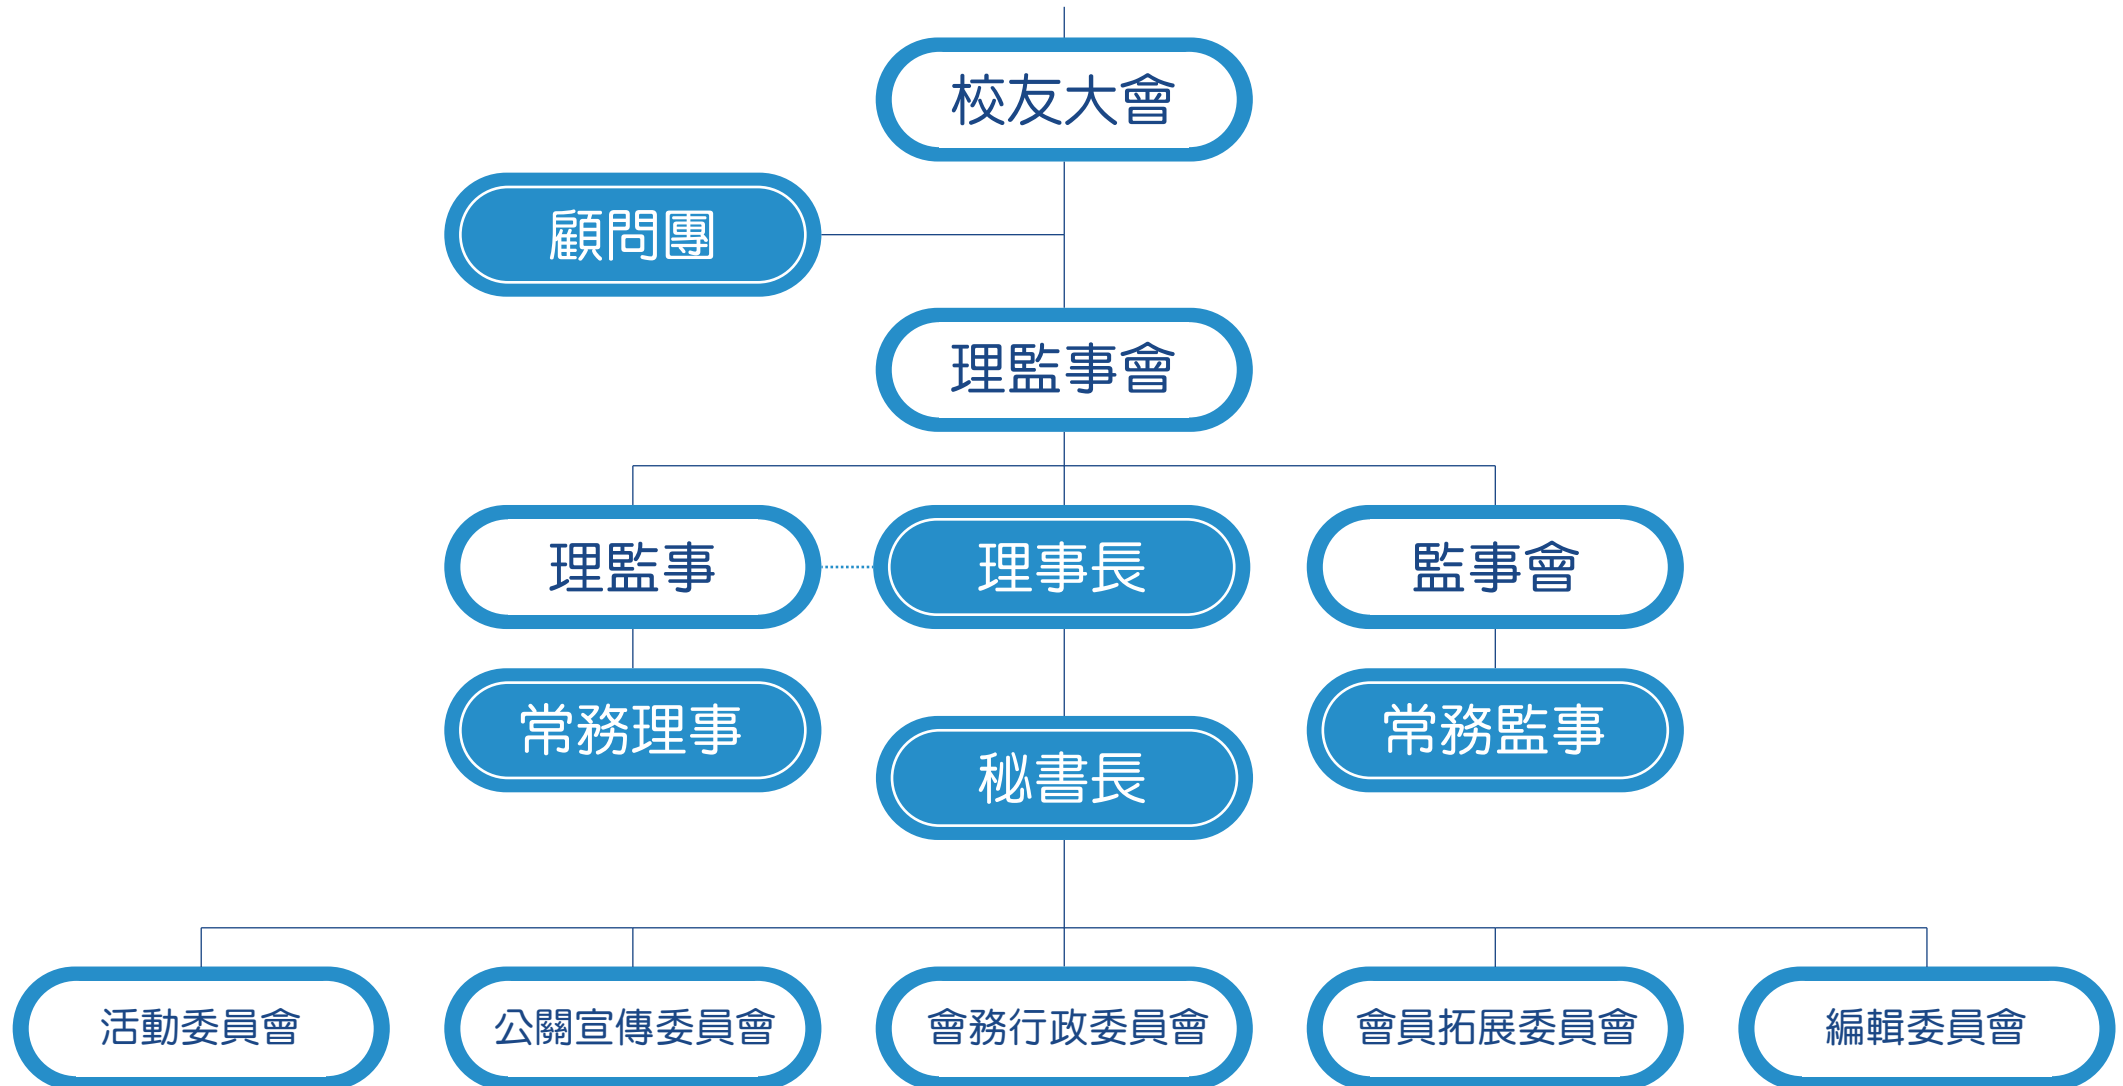 校友大會
顧問團
理監事會
理監事
理事長
監事會
常務理事
秘書長
常務監事
活動委員會
公關宣傳委員會
會務行政委員會
會員拓展委員會
編輯委員會